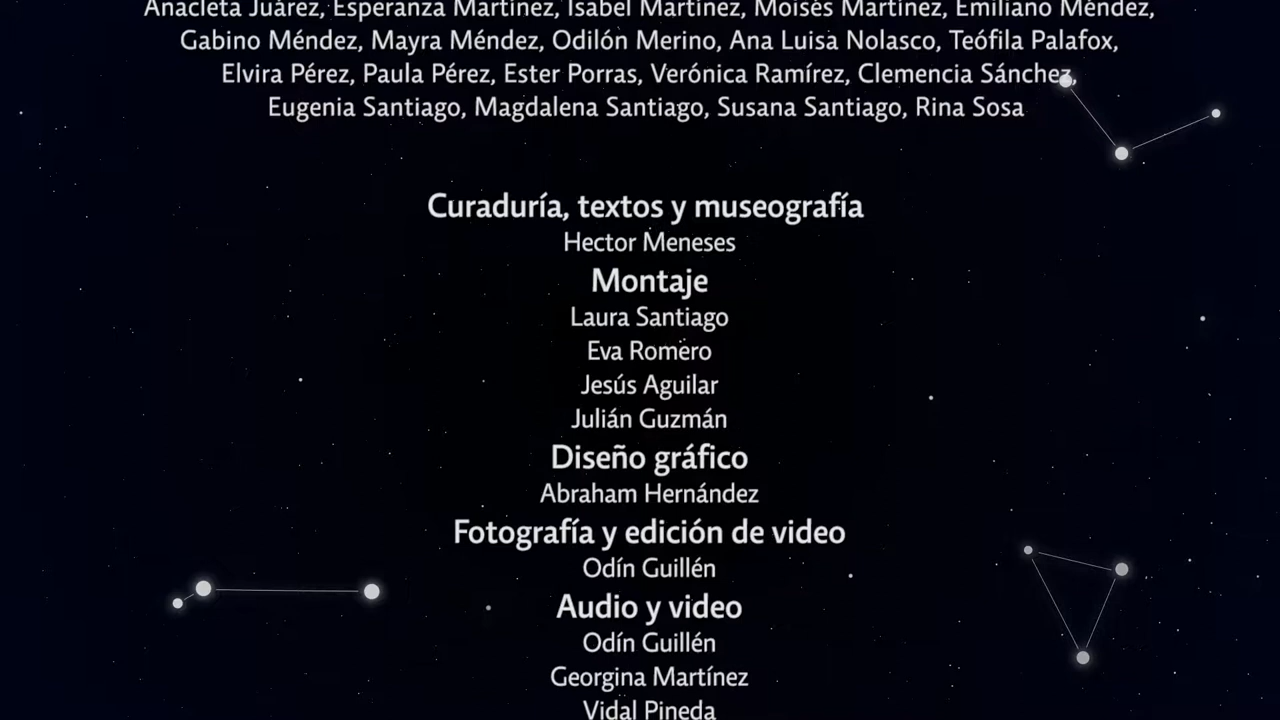 Anacleta Juárez, Esperanza Martínez, Isabel Martínez, Moisés Martínez, Emiliano Méndez,
Gabino Méndez, Mayra Méndez, Odilón Merino, Ana Luisa Nolasco, Teófila Palafox,
Elvira Pérez, Paula Pérez, Ester Porras, Verónica Ramírez, Clemencia Sánchez,
Eugenia Santiago, Magdalena Santiago, Susana Santiago, Rina Sosa
Curaduría, textos y museografía
Hector Meneses
Montaje
Laura Santiago
Eva Romero
Jesús Aguilar
Julián Guzmán
Diseño gráfico
Abraham Hernández
Fotografía y edición de video
Odín Guillén
Audio y video
Odín Guillén
Georgina Martínez
Vidal Pineda